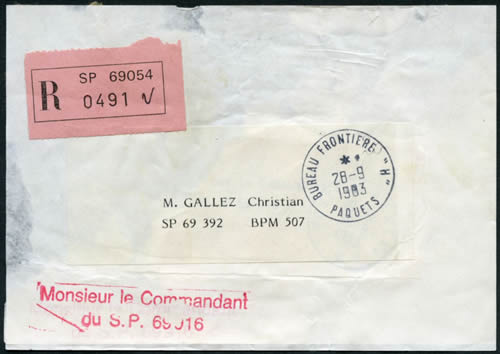 SP 69054
R 0491 V
BUREAU FRONTIERE "H"
28-9
1983
PAQUETS
M. GALLEZ Christian
SP 69 392 BPM 507
Monsieur le Commandant
du S.P. 69016